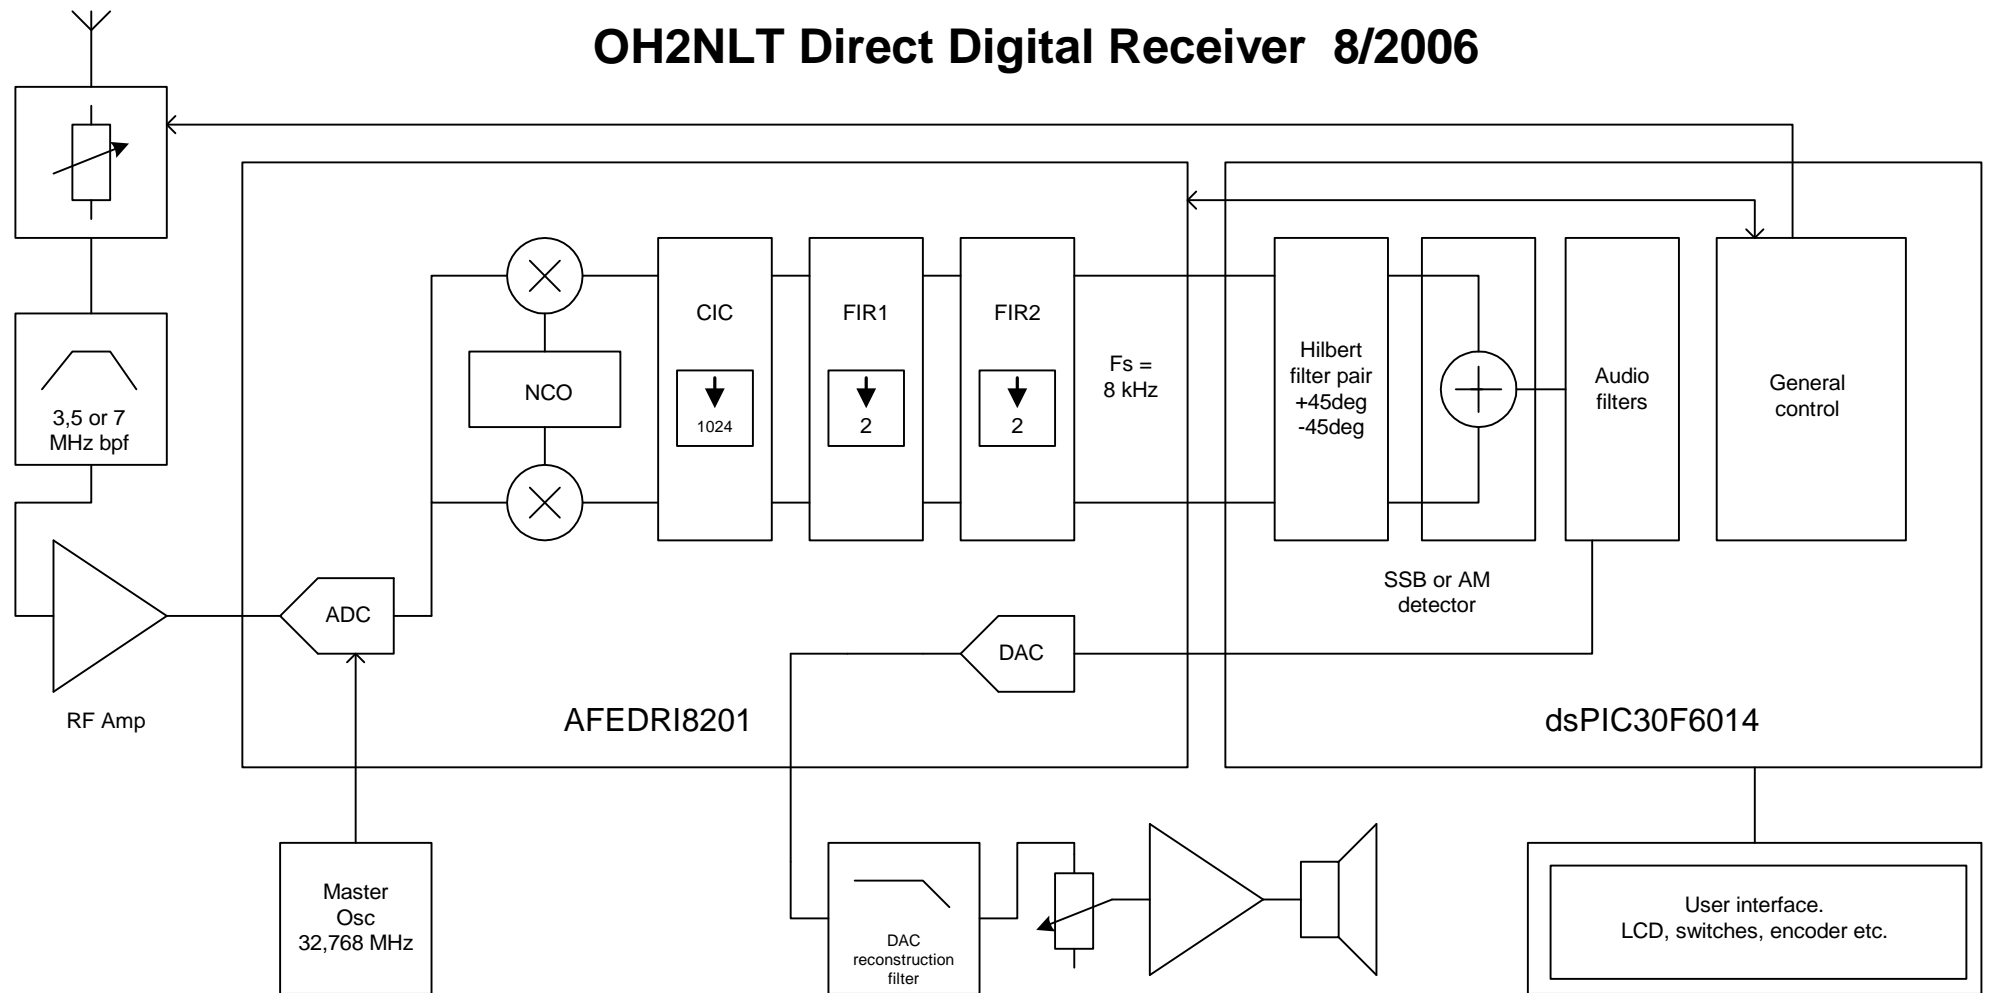 OH2NLT Direct Digital Receiver 8/2006
3,5 or 7
MHz bpf
RF Amp
ADC
NCO
CIC
1024
FIR1
2
FIR2
2
Fs =
8 kHz
DAC
AFEDRI8201
Hilbert
filter pair
+45deg
-45deg
SSB or AM
detector
Audio
filters
General
control
dsPIC30F6014
Master
Osc
32,768 MHz
DAC
reconstruction
filter
User interface.
LCD, switches, encoder etc.